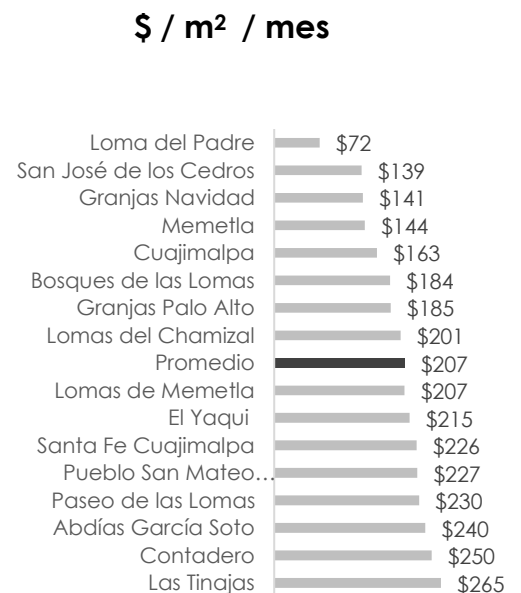 $ / m² / mes
Loma del Padre $72
San José de los Cedros $139
Granjas Navidad $141
Memetla $144
Cuajimalpa $163
Bosques de las Lomas $184
Granjas Palo Alto $185
Lomas del Chamizal $201
Promedio $207
Lomas de Memetla $207
El Yaqui $215
Santa Fe Cuajimalpa $226
Pueblo San Mateo… $227
Paseo de las Lomas $230
Abdías García Soto $240
Contadero $250
Las Tinajas $265